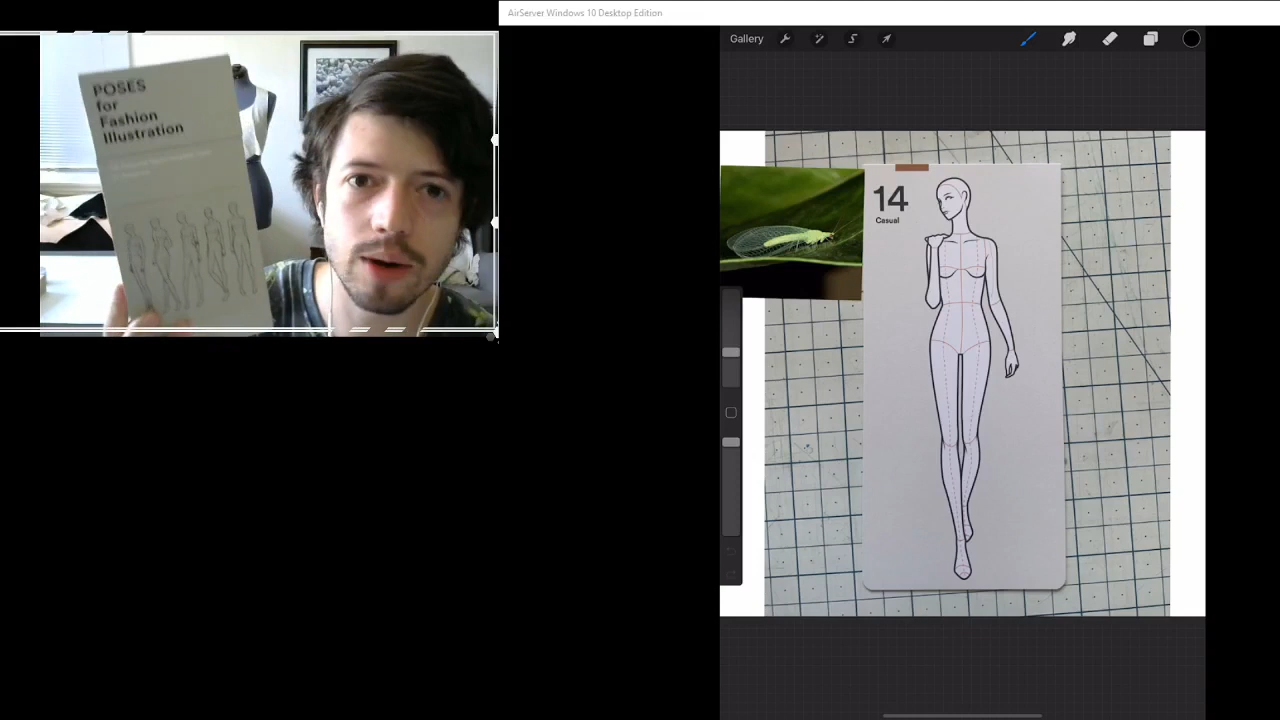 AirServer Windows 10 Desktop Edition
POSES
for
Fashion
Illustration
Gallery
14
Casual